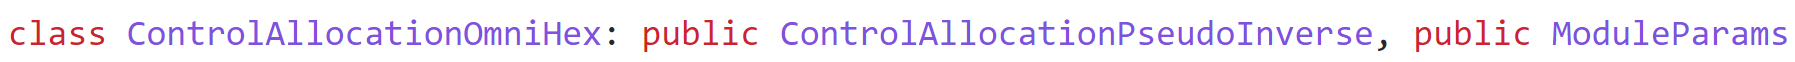 class ControlAllocationOmniHex: public ControlAllocationPseudoInverse, public ModuleParams